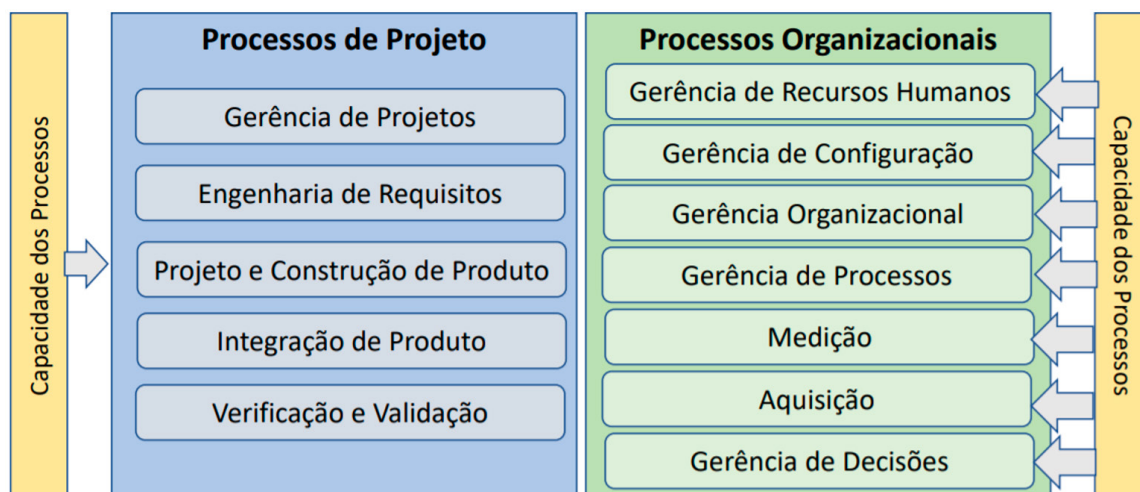 Capacidade dos Processos
Processos de Projeto
Gerência de Projetos
Engenharia de Requisitos
Projeto e Construção de Produto
Integração de Produto
Verificação e Validação
Processos Organizacionais
Gerência de Recursos Humanos
Gerência de Configuração
Gerência Organizacional
Gerência de Processos
Medição
Aquisição
Gerência de Decisões
Capacidade dos Processos